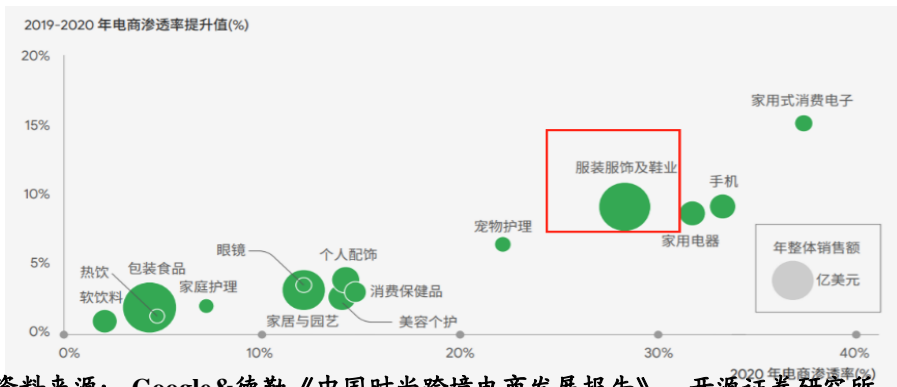 2019-2020 年电商渗透率提升值(%)
20%
家用式消费电子
15%
服装服饰及鞋业
手机
10%
宠物护理
家用电器
年整体销售额
亿美元
眼镜
个人配饰
5%
热饮
包装食品
家庭护理
消费保健品
软饮料
家居与园艺
美容个护
0%
0%
10%
20%
30%
40%
2020 年电商渗透率(%)
资料来源： Google&德勤《中国时尚跨境电商发展报告》、开源证券研究所